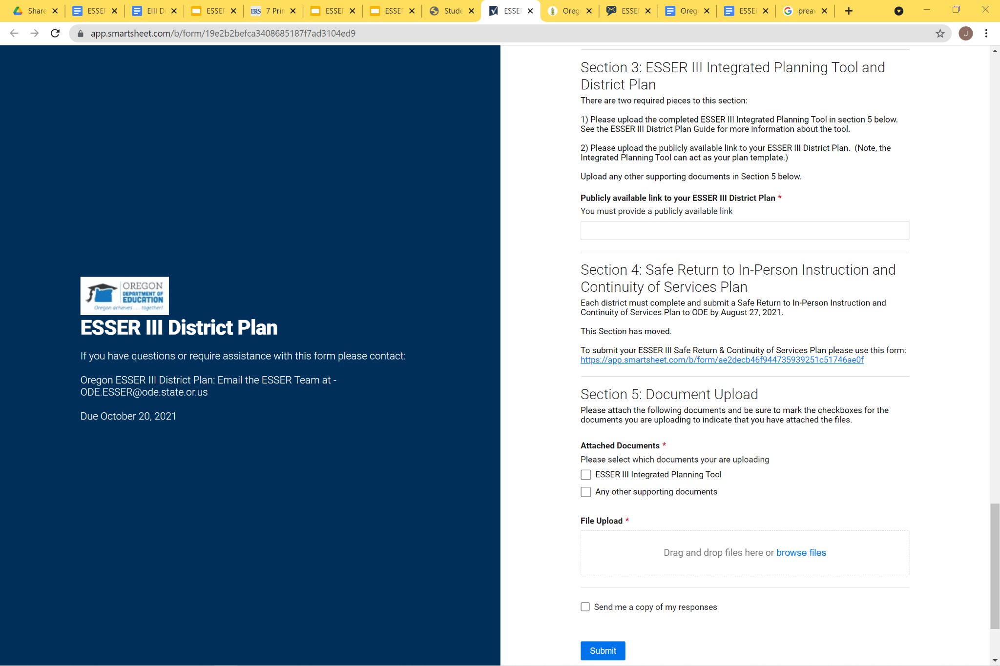 Share
ESSEF
EIII D
ESSEF
ERS 7 Prin
ESSEF
ESSEF
Stude
ESSEF
Oreg
ESSEF
Oreg
ESSEF
G preav
app.smartsheet.com/b/form/19e2b2befca3408685187f7ad3104ed9
J
OREGON
DEPARTMENT OF
EDUCATION
Oregon achieves . . . together!
ESSER III District Plan
If you have questions or require assistance with this form please contact:
Oregon ESSER III District Plan: Email the ESSER Team at -
ODE.ESSER@ode.state.or.us
Due October 20, 2021
Section 3: ESSER III Integrated Planning Tool and
District Plan
There are two required pieces to this section:
1) Please upload the completed ESSER III Integrated Planning Tool in section 5 below.
See the ESSER III District Plan Guide for more information about the tool.
2) Please upload the publicly available link to your ESSER III District Plan. (Note, the
Integrated Planning Tool can act as your plan template.)
Upload any other supporting documents in Section 5 below.
Publicly available link to your ESSER III District Plan *
You must provide a publicly available link
Section 4: Safe Return to In-Person Instruction and
Continuity of Services Plan
Each district must complete and submit a Safe Return to In-Person Instruction and
Continuity of Services Plan to ODE by August 27, 2021.
This Section has moved.
To submit your ESSER III Safe Return & Continuity of Services Plan please use this form:
https://app.smartsheet.com/b/form/ae2decb46f944735939251c51746ae0f
Section 5: Document Upload
Please attach the following documents and be sure to mark the checkboxes for the
documents you are uploading to indicate that you have attached the files.
Attached Documents *
Please select which documents your are uploading
ESSER III Integrated Planning Tool
Any other supporting documents
File Upload *
Drag and drop files here or browse files
Send me a copy of my responses
Submit